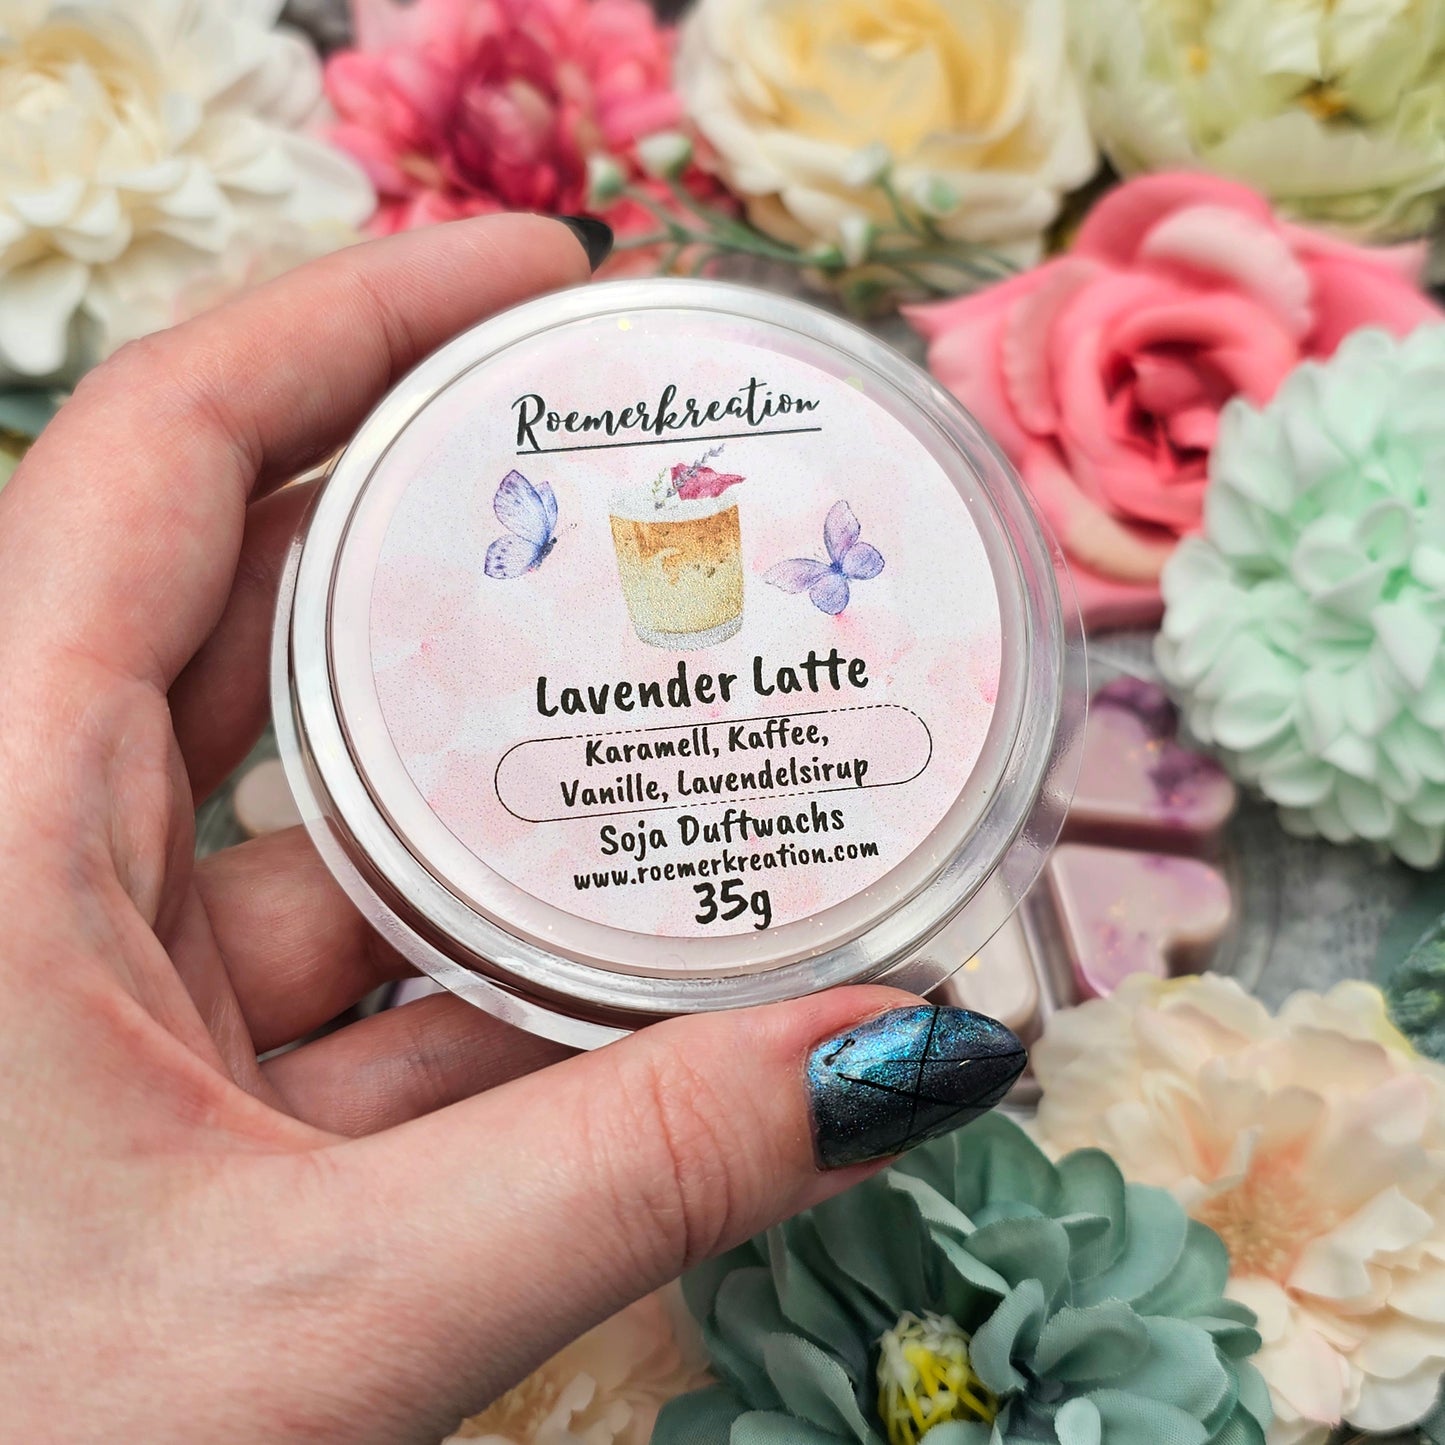 Roemerkreation
Lavender Latte
Karamell, Kaffee,
Vanille, Lavendelsirup
Soja Duftwachs
www.roemerkreation.com
35g